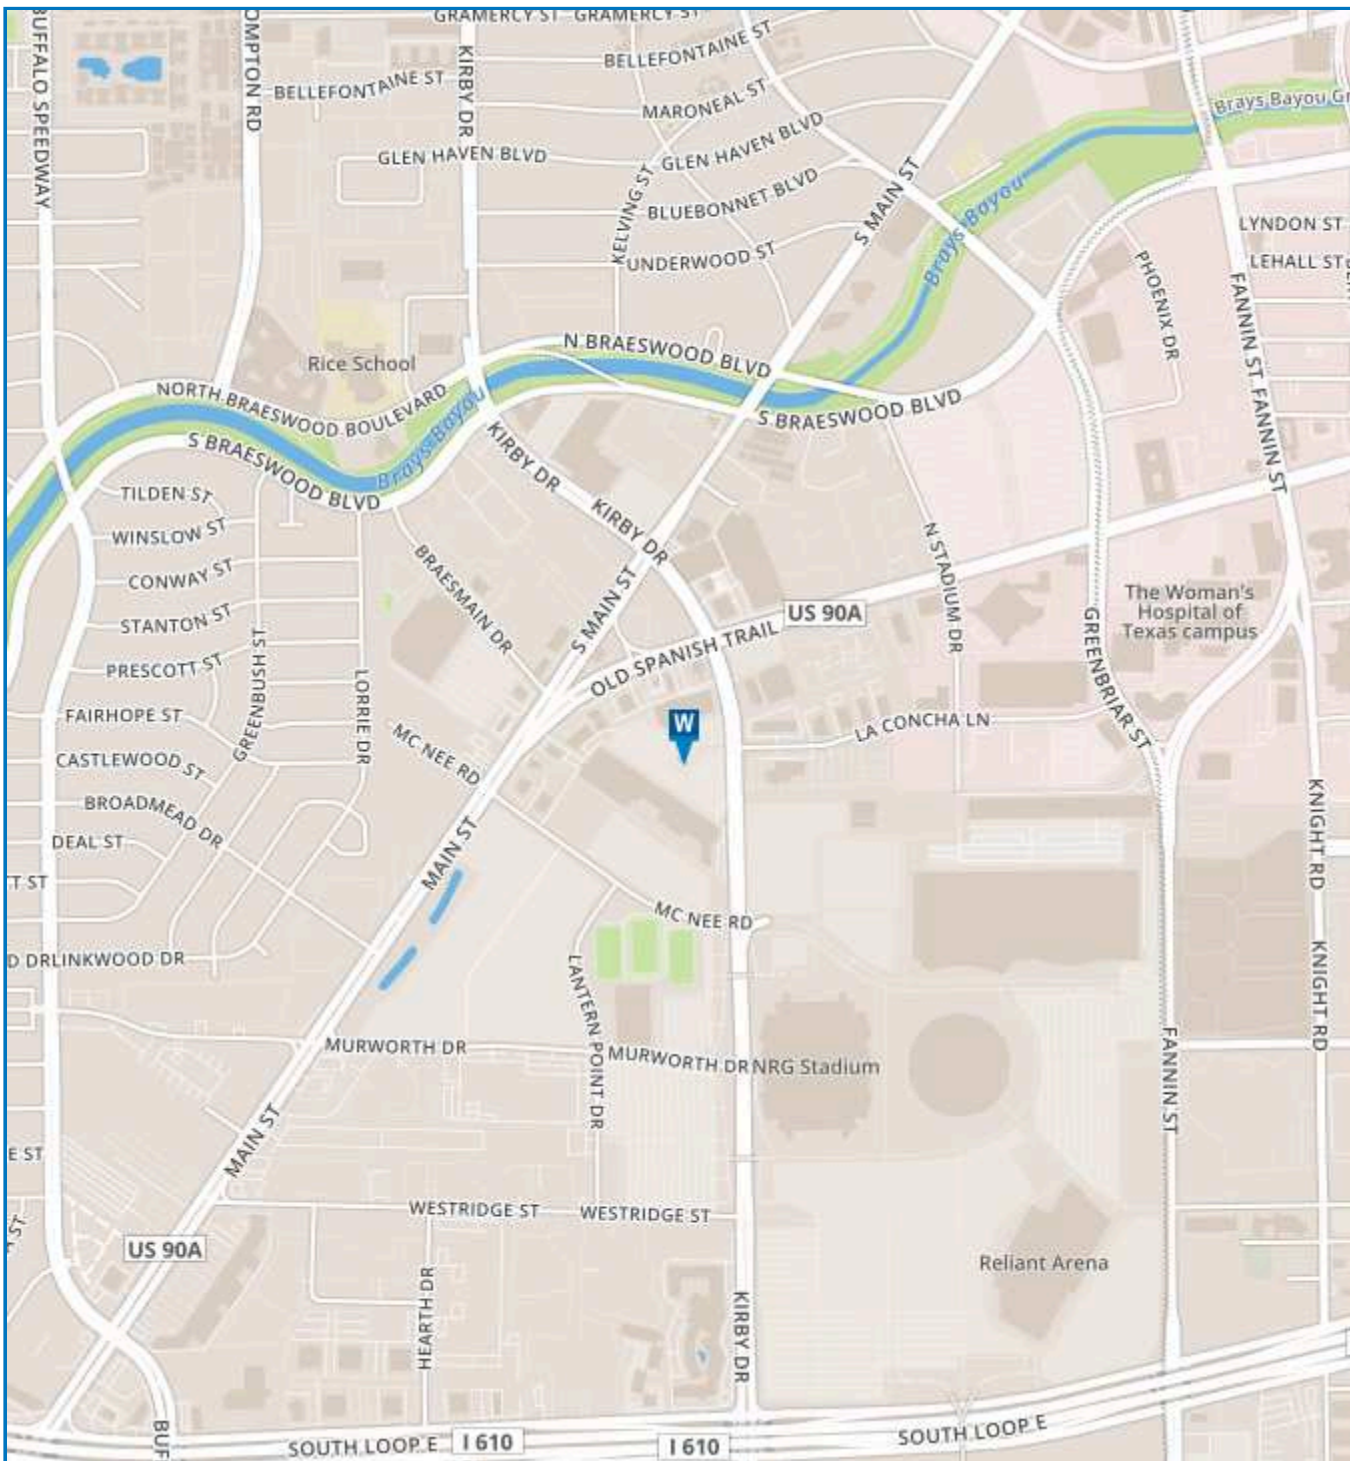 GRAMERCY ST
GRAMERCY ST
BUFFALO SPEEDWAY
OMPTON RD
KIRBY DR
BELLEFONTAINE ST
BELLEFONTAINE ST
MARONEAL ST
Brays Bayou Gr
GLEN HAVEN BLVD
GLEN HAVEN BLVD
KELVING ST
BLUEBONNET BLVD
S MAIN ST
Brays Bayou
LYNDON ST
UNDERWOOD ST
LEHALL ST
PHOENIX DR
FANNIN ST
FANNIN ST
Rice School
N BRAESWOOD BLVD
NORTH BRAESWOOD BOULEVARD
S BRAESWOOD BLVD
S BRAESWOOD BLVD
Brays Bayou
KIRBY DR
TILDEN ST
WINSLOW ST
KIRBY DR
CONWAY ST
BRAESMAIN DR
N STADIUM DR
STANTON ST
S MAIN ST
US 90A
The Woman's
Hospital of
Texas campus
PRESCOTT ST
GREENBUSH ST
LORRIE DR
OLD SPANISH TRAIL
GREENBRIAR ST
FAIRHOPE ST
W
LA CONCHA LN
CASTLEWOOD ST
MC NEE RD
BROADMEAD DR
KNIGHT RD
DEAL ST
MAIN ST
T ST
MC NEE RD
D DR
LINKWOOD DR
LANTERN POINT DR
KNIGHT RD
MURWORTH DR
MURWORTH DR
NRG Stadium
FANNIN ST
MAIN ST
E ST
WESTRIDGE ST
WESTRIDGE ST
US 90A
Reliant Arena
HEARTH DR
KIRBY DR
BUF
SOUTH LOOP E
I 610
I 610
SOUTH LOOP E